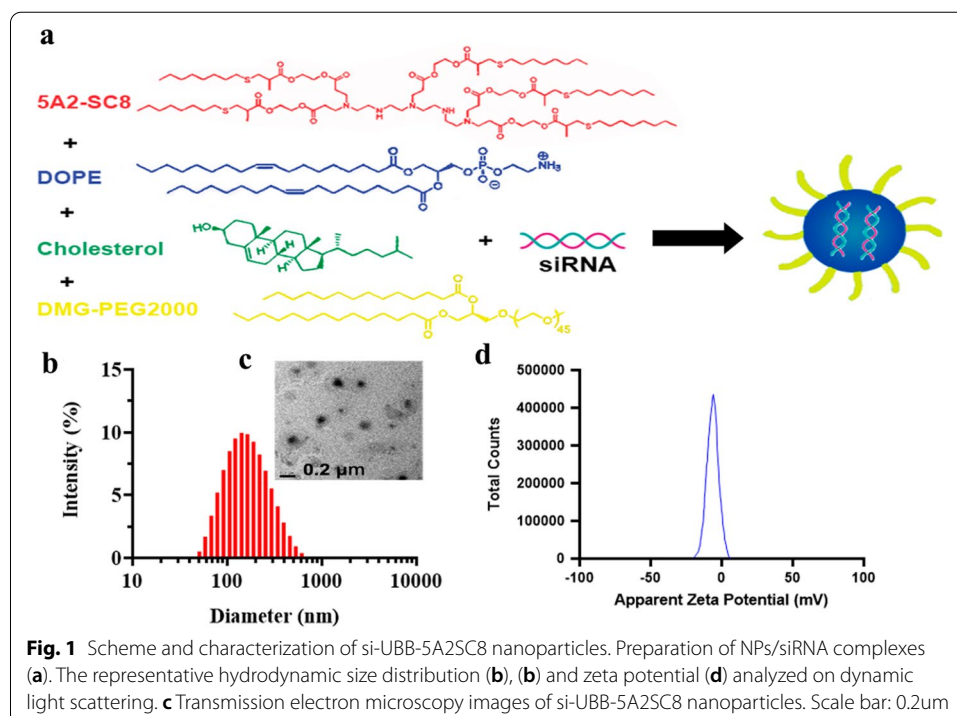 a
5A2-SC8
+
DOPE
+
Cholesterol
+
DMG-PEG2000
+
siRNA
O
O
S
O
O
O
N
O
O
O
O
S
S
O
O
O
O
N
N
H
N
H
N
O
O
O
O
S
O
O
O
O
S
O
O
O
O
P
O
O
⊖
NH₃
⊕
HO
H
H
H
O
O
O
O
O
O
45
b
15
10
5
0
Intensity (%)
10
100
1000
10000
Diameter (nm)
c
0.2 µm
d
500000
400000
300000
200000
100000
0
Total Counts
-100
-50
0
50
100
Apparent Zeta Potential (mV)
Fig. 1 Scheme and characterization of si-UBB-5A2SC8 nanoparticles. Preparation of NPs/siRNA complexes
(a). The representative hydrodynamic size distribution (b), (b) and zeta potential (d) analyzed on dynamic
light scattering. c Transmission electron microscopy images of si-UBB-5A2SC8 nanoparticles. Scale bar: 0.2um